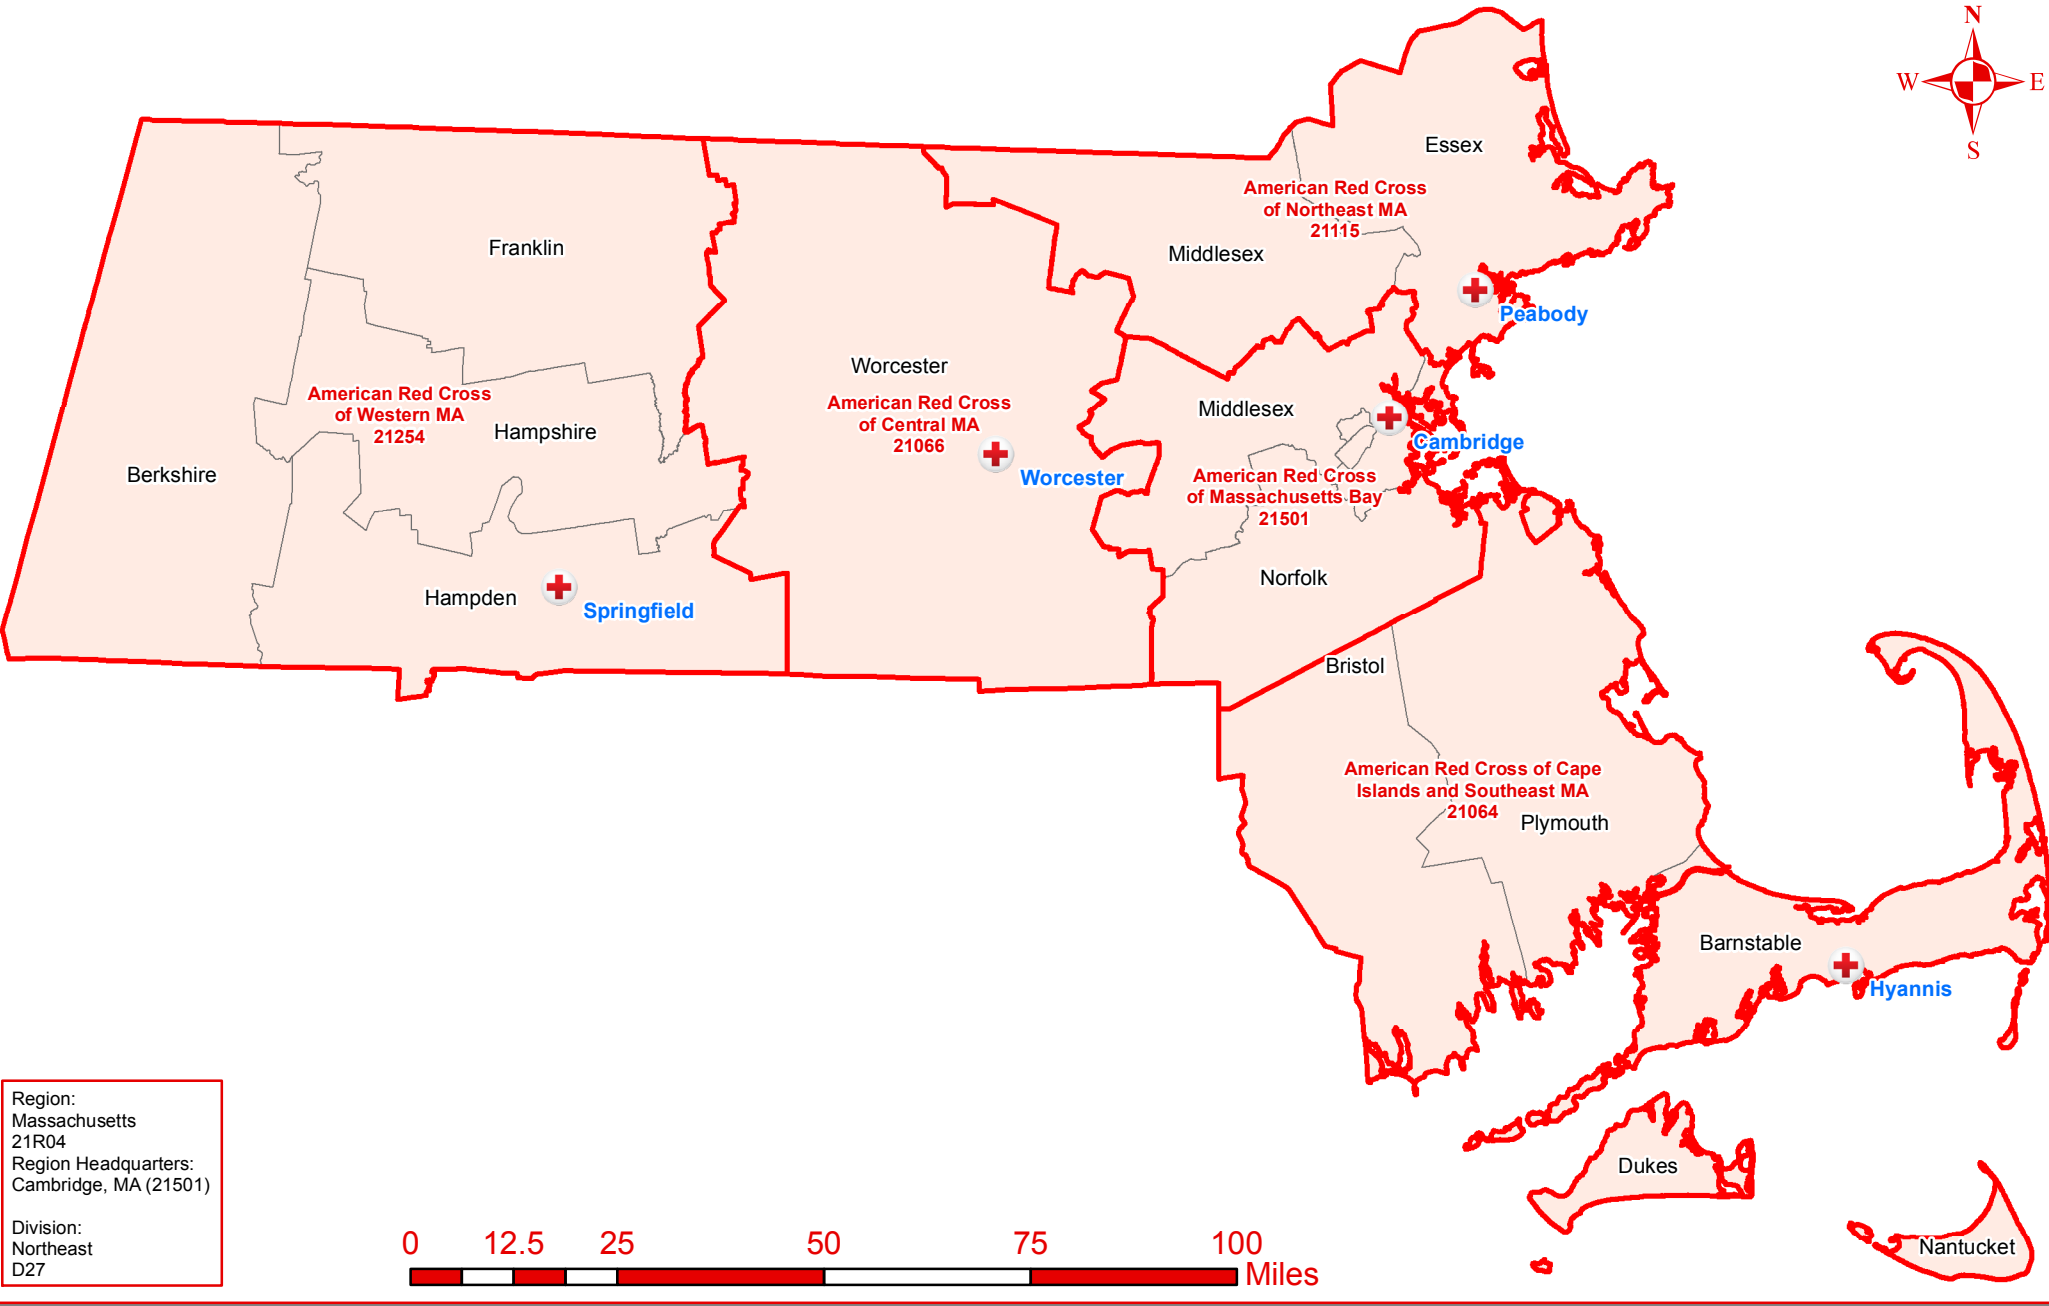 N
W
E
S
Essex
American Red Cross
of Northeast MA
21115
Franklin
Middlesex
Peabody
Worcester
American Red Cross
of Western MA
21254
American Red Cross
of Central MA
21066
Middlesex
Hampshire
Cambridge
Berkshire
Worcester
American Red Cross
of Massachusetts Bay
21501
Norfolk
Hampden
Springfield
Bristol
American Red Cross of Cape
Islands and Southeast MA
21064
Plymouth
Barnstable
Hyannis
Dukes
Nantucket
Region:
Massachusetts
21R04
Region Headquarters:
Cambridge, MA (21501)
Division:
Northeast
D27
0 12.5 25 50 75 100
Miles